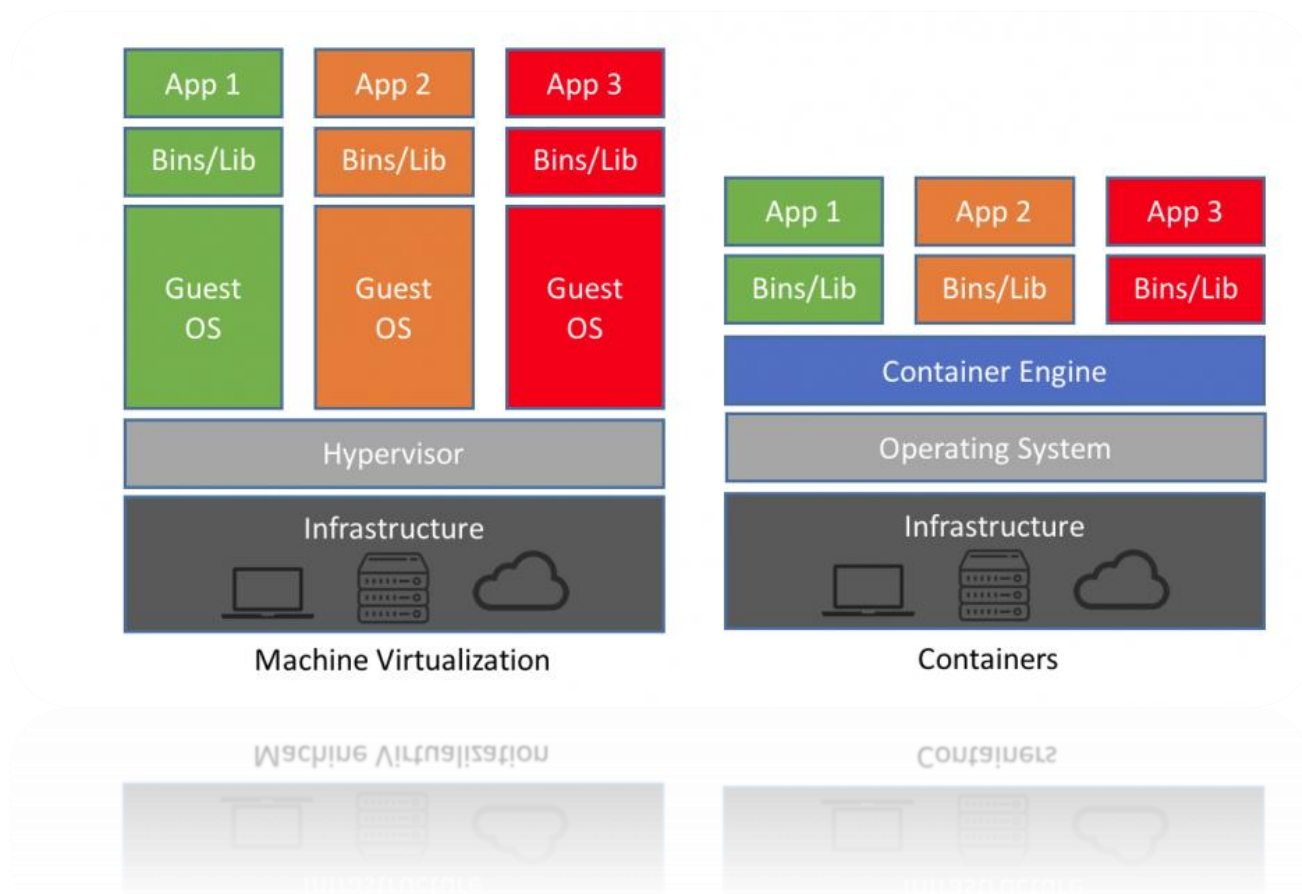 App 1
App 2
App 3
Bins/Lib
Bins/Lib
Bins/Lib
Guest
OS
Guest
OS
Guest
OS
Hypervisor
Infrastructure
Machine Virtualization
App 1
App 2
App 3
Bins/Lib
Bins/Lib
Bins/Lib
Container Engine
Operating System
Infrastructure
Containers